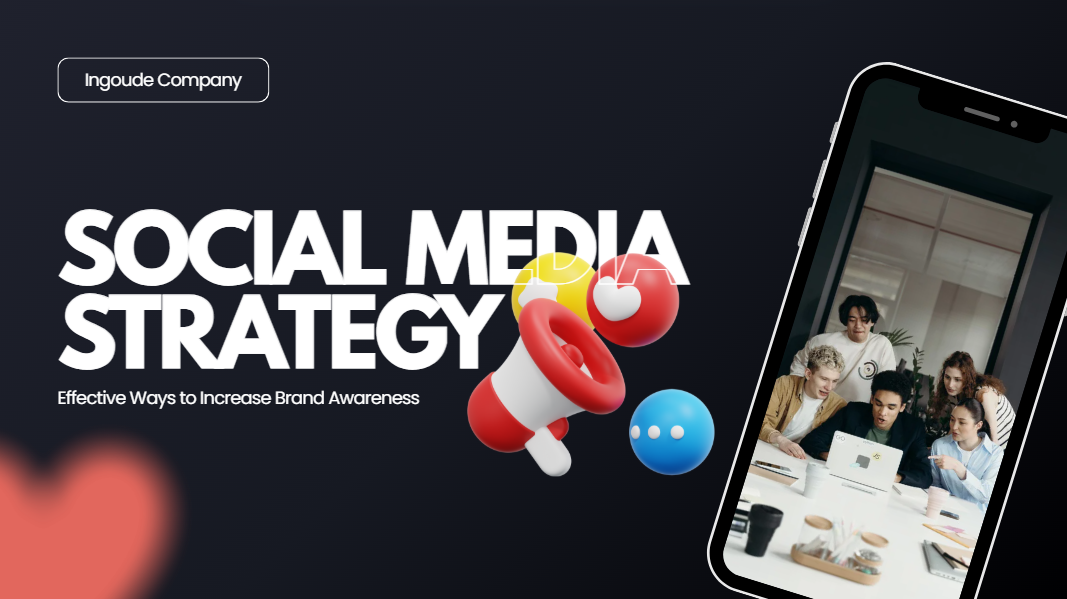 Ingoude Company
SOCIAL MEDIA
STRATEGY
Effective Ways to Increase Brand Awareness